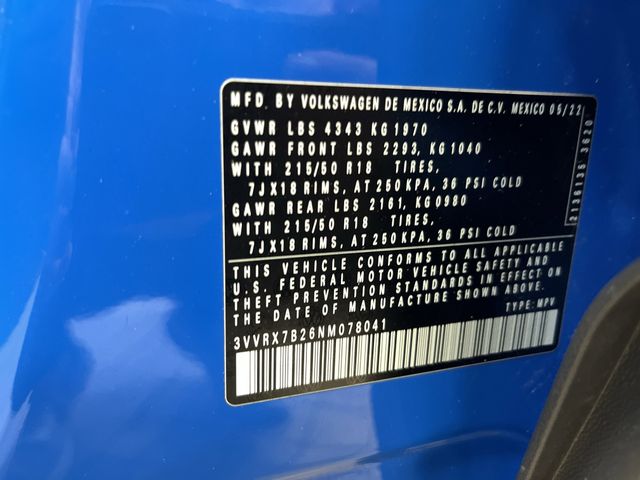 MFD. BY VOLKSWAGEN DE MEXICO S.A. DE C.V. MEXICO 05/22
GVWR LBS 4343 KG 1970
GAWR FRONT LBS 2293, KG 1040
WITH 215/50 R18 TIRES,
7JX18 RIMS, AT 250 KPA, 36 PSI COLD
GAWR REAR LBS 2161, KG 0980
WITH 215/50 R18 TIRES,
7JX18 RIMS, AT 250 KPA, 36 PSI COLD
THIS VEHICLE CONFORMS TO ALL APPLICABLE
U.S. FEDERAL MOTOR VEHICLE SAFETY AND
THEFT PREVENTION STANDARDS IN EFFECT ON
THE DATE OF MANUFACTURE SHOWN ABOVE.
3VVRX7B26NM078041 TYPE: MPV
2136135 3620